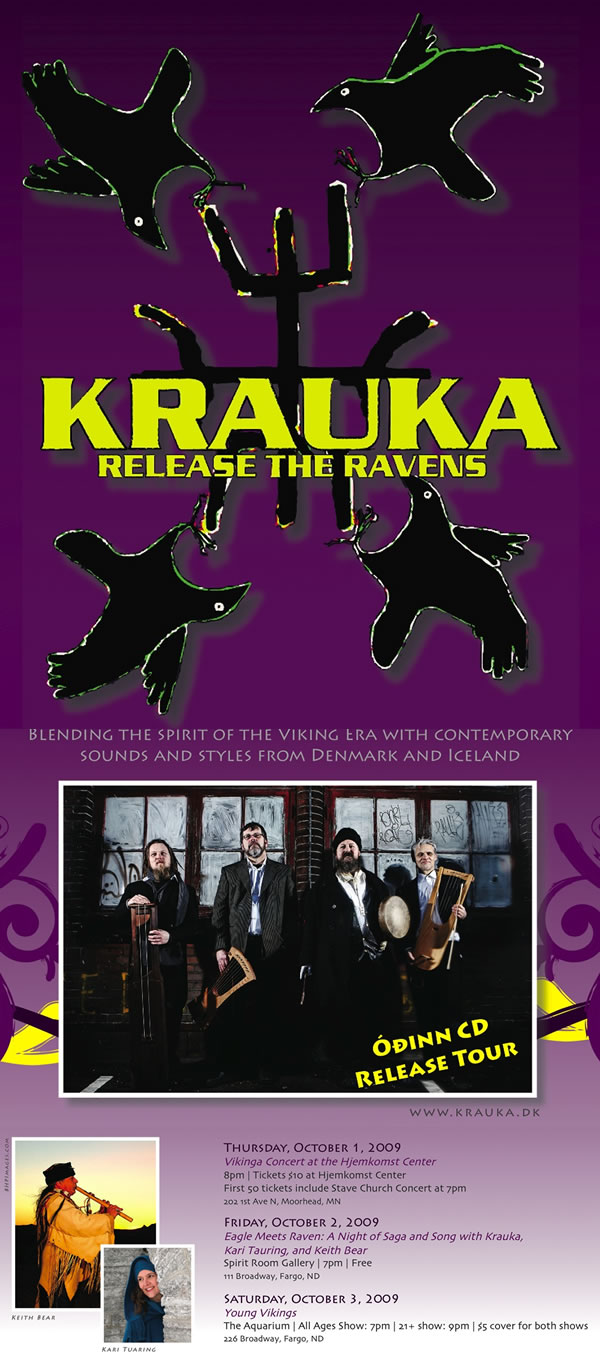 KRAUKA
RELEASE THE RAVENS
Blending the spirit of the Viking Era with contemporary
sounds and styles from Denmark and Iceland
Óðinn CD
Release Tour
www.krauka.dk
Thursday, October 1, 2009
Vikinga Concert at the Hjemkomst Center
8pm | Tickets $10 at Hjemkomst Center
First 50 tickets include Stave Church Concert at 7pm
202 1st Ave N, Moorhead, MN
Friday, October 2, 2009
Eagle Meets Raven: A Night of Saga and Song with Krauka,
Kari Tauring, and Keith Bear
Spirit Room Gallery | 7pm | Free
111 Broadway, Fargo, ND
Saturday, October 3, 2009
Young Vikings
The Aquarium | All Ages Show: 7pm | 21+ show: 9pm | $5 cover for both shows
226 Broadway, Fargo, ND
Keith Bear
Kari Tuaring